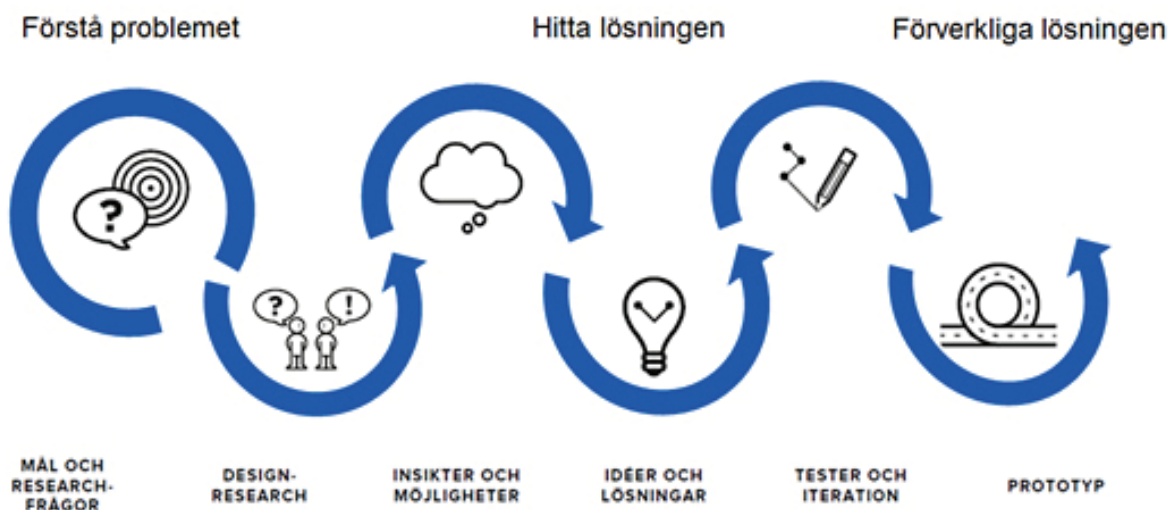 Förstå problemet
Hitta lösningen
Förverkliga lösningen
?
?
!
MÅL OCH
RESEARCH-
FRÅGOR
DESIGN-
RESEARCH
INSIKTER OCH
MÖJLIGHETER
IDÉER OCH
LÖSNINGAR
TESTER OCH
ITERATION
PROTOTYP